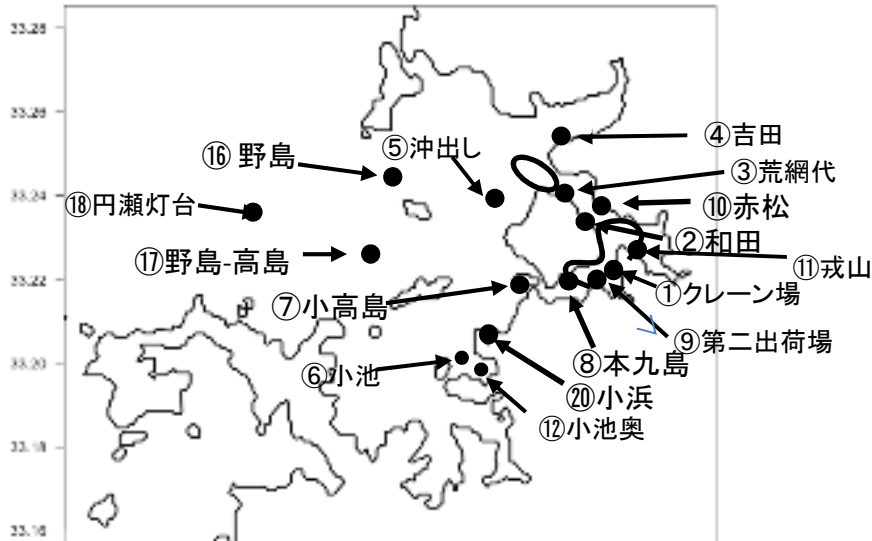 33.28
33.26
④吉田
⑤沖出し
⑯ 野島
③荒網代
33.24
⑱円瀬灯台
⑩赤松
②和田
⑰野島-高島
⑪戎山
33.22
①クレーン場
⑦小高島
⑨第二出荷場
⑧本九島
33.20
⑥小池
⑳小浜
⑫小池奥
33.18
33.16